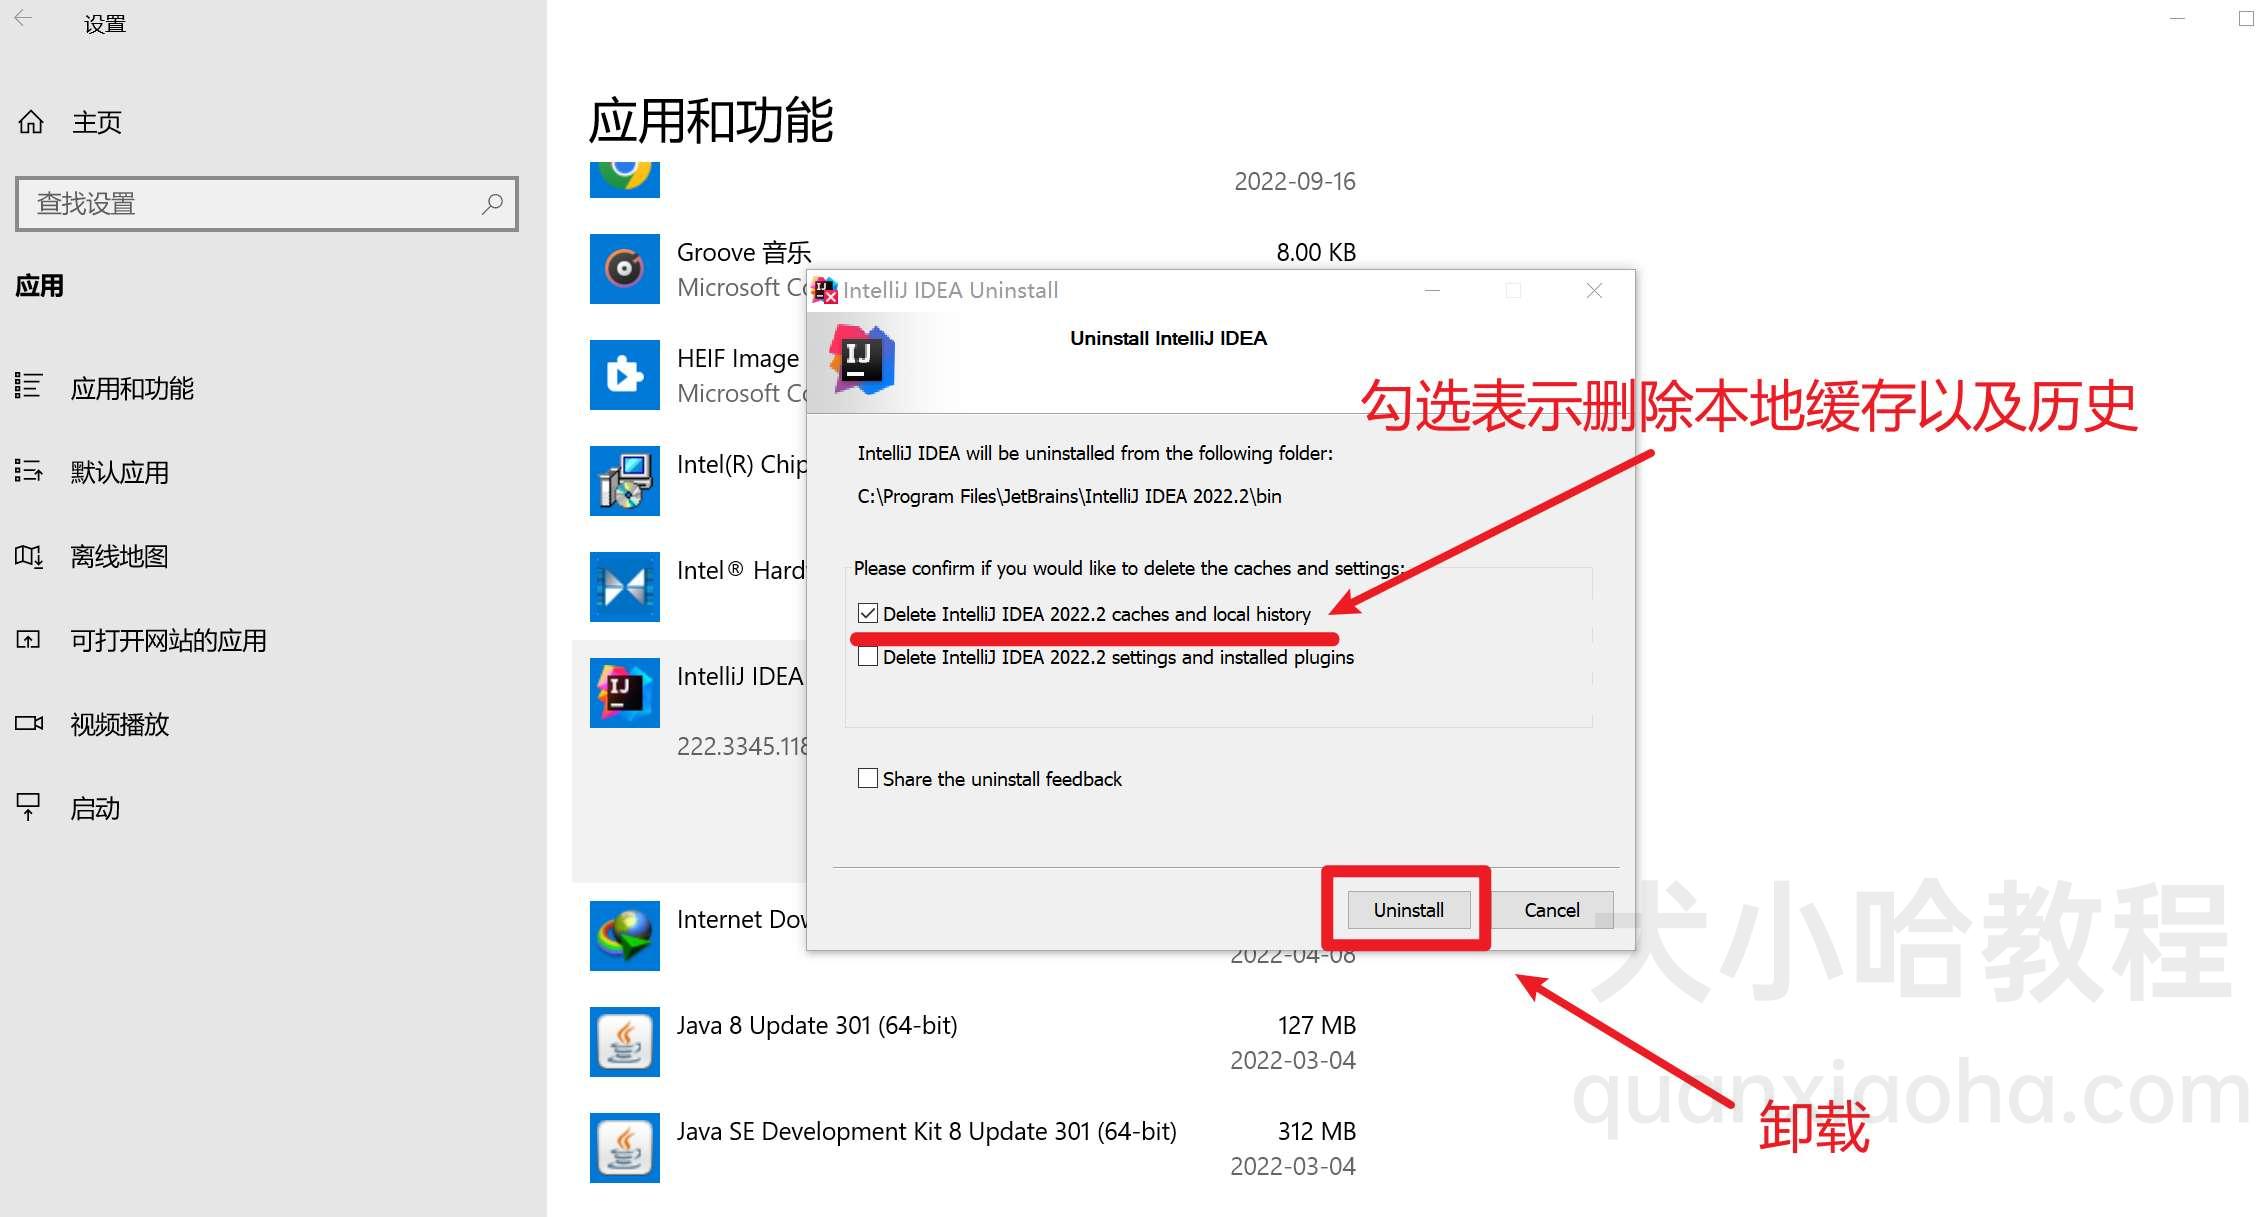 设置
主页
查找设置
应用
应用和功能
默认应用
离线地图
可打开网站的应用
视频播放
启动
应用和功能
2022-09-16
Groove 音乐
8.00 KB
Microsoft Co
HEIF Image
Microsoft Co
Intel(R) Chip
Intel® Hard
IntelliJ IDEA
222.3345.118
Internet Dow
2022-04-08
Java 8 Update 301 (64-bit)
127 MB
2022-03-04
Java SE Development Kit 8 Update 301 (64-bit)
312 MB
2022-03-04
IntelliJ IDEA Uninstall
Uninstall IntelliJ IDEA
IJ
IntelliJ IDEA will be uninstalled from the following folder:
C:\Program Files\JetBrains\IntelliJ IDEA 2022.2\bin
Please confirm if you would like to delete the caches and settings:
Delete IntelliJ IDEA 2022.2 caches and local history
Delete IntelliJ IDEA 2022.2 settings and installed plugins
Share the uninstall feedback
Uninstall
Cancel
勾选表示删除本地缓存以及历史
卸载
犬小哈教程
quanxiaoha.com